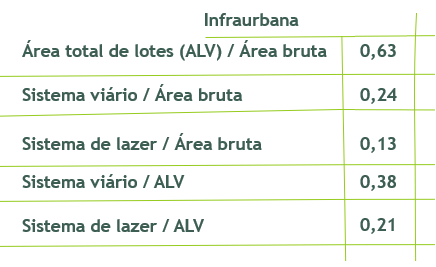 Infraurbana
Área total de lotes (ALV) / Área bruta 0,63
Sistema viário / Área bruta 0,24
Sistema de lazer / Área bruta 0,13
Sistema viário / ALV 0,38
Sistema de lazer / ALV 0,21